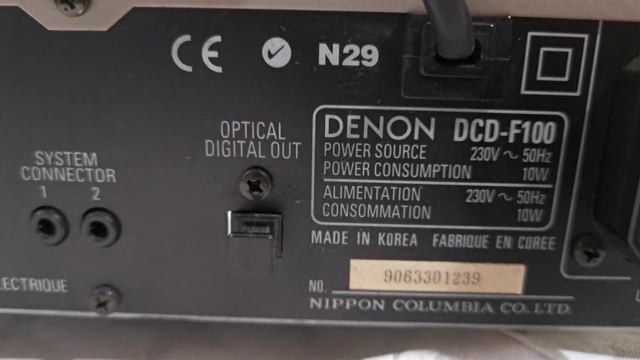 CE N29
OPTICAL
DIGITAL OUT
SYSTEM
CONNECTOR
1 2
DENON DCD-F100
POWER SOURCE 230V ~ 50Hz
POWER CONSUMPTION 10W
ALIMENTATION 230V ~ 50Hz
CONSOMMATION 10W
MADE IN KOREA FABRIQUE EN COREE
NO. 9063301239
NIPPON COLUMBIA CO. LTD.